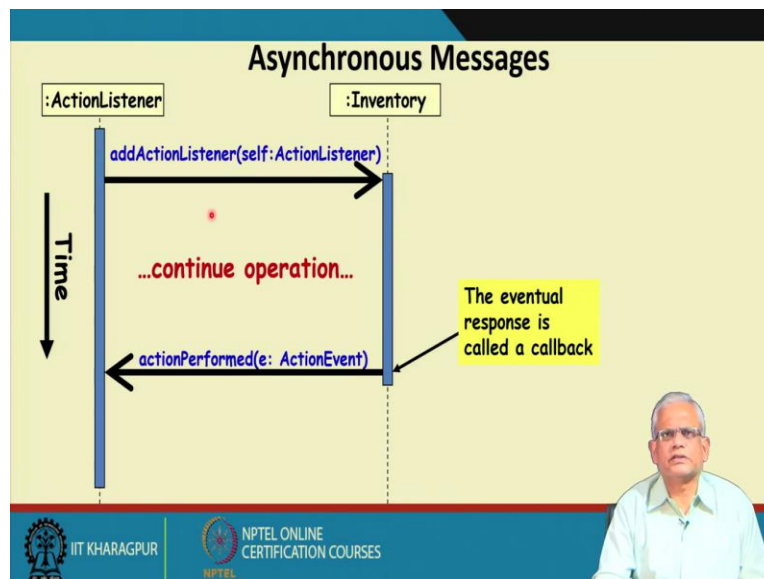 Asynchronous Messages
:ActionListener
:Inventory
addActionListener(self:ActionListener)
Time
...continue operation...
The eventual
response is
called a callback
actionPerformed(e: ActionEvent)
IIT KHARAGPUR
NPTEL
NPTEL ONLINE
CERTIFICATION COURSES